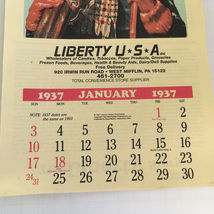 LIBERTY U★S★A INC
Wholesalers of Candies, Tobaccos, Paper Products, Groceries
Frozen Foods, Beverages, Health & Beauty Aids, Dairy/Deli Supplies
Free Delivery
920 IRWIN RUN ROAD • WEST MIFFLIN, PA 15122
461-2700
TOTAL CONVENIENCE STORE SUPPLIER
1937 JANUARY 1937
SUN MON TUE WED THU FRI SAT
NOTE: 1937 dates are the
same as 1993
1 2
3 4 5 6 7 8 9
10 11 12 13 14 15 16
17 18 19 20 21 22 23
24/31 25 26 27 28 29 30